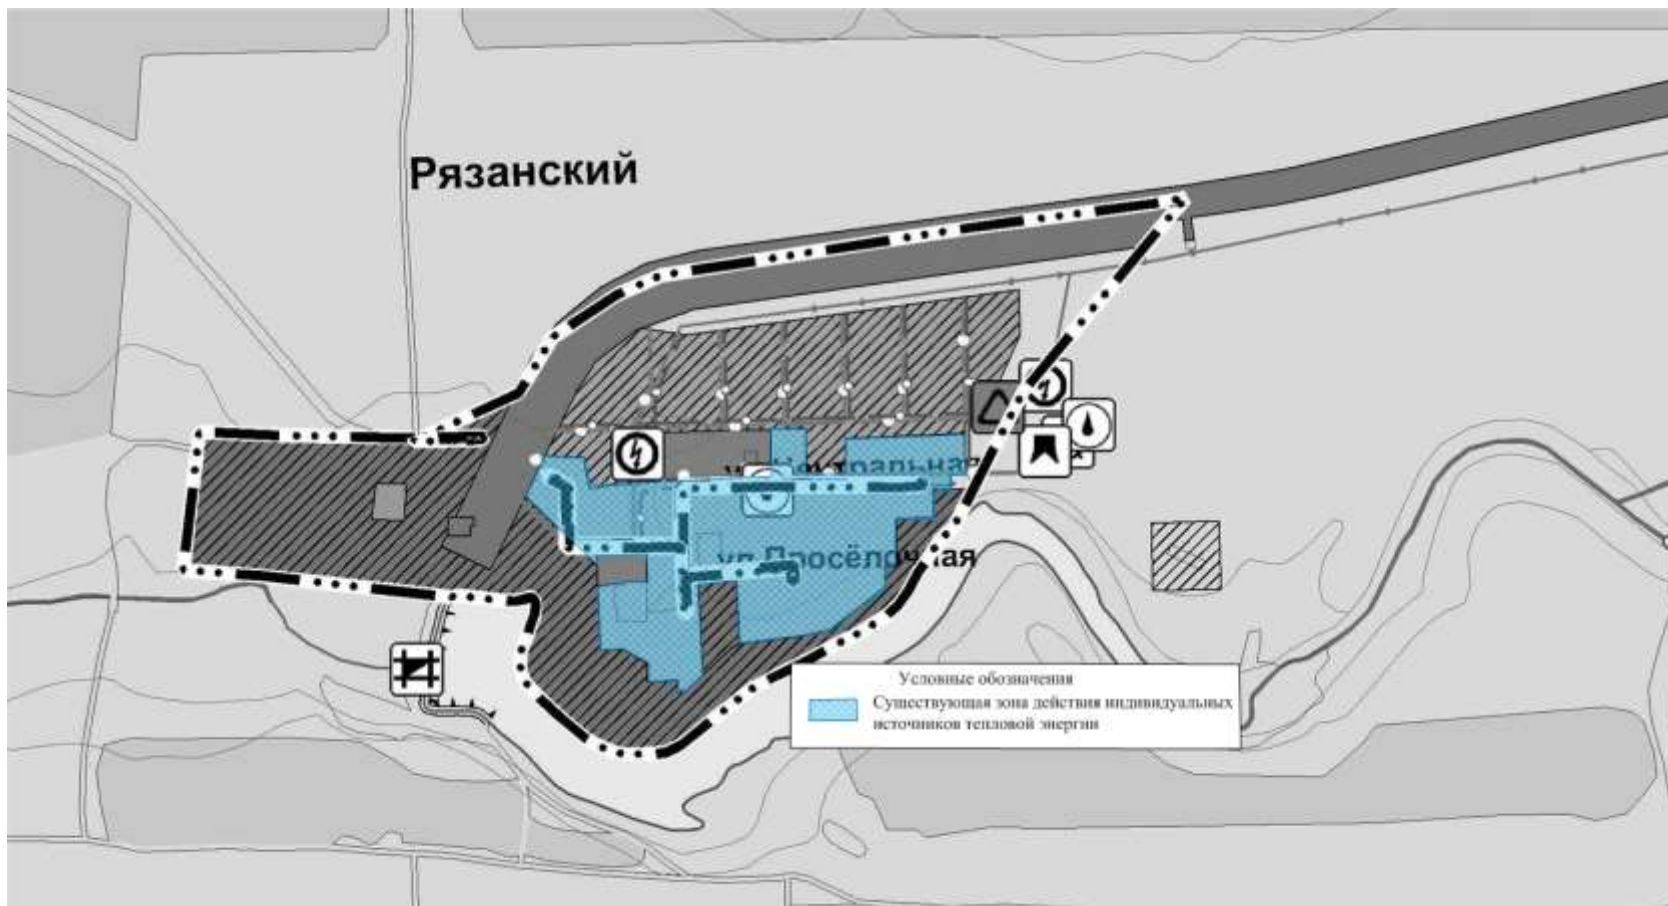 Рязанский
ул Центральная
ул Просёлочная
Условные обозначения
Существующая зона действия индивидуальных
источников тепловой энергии